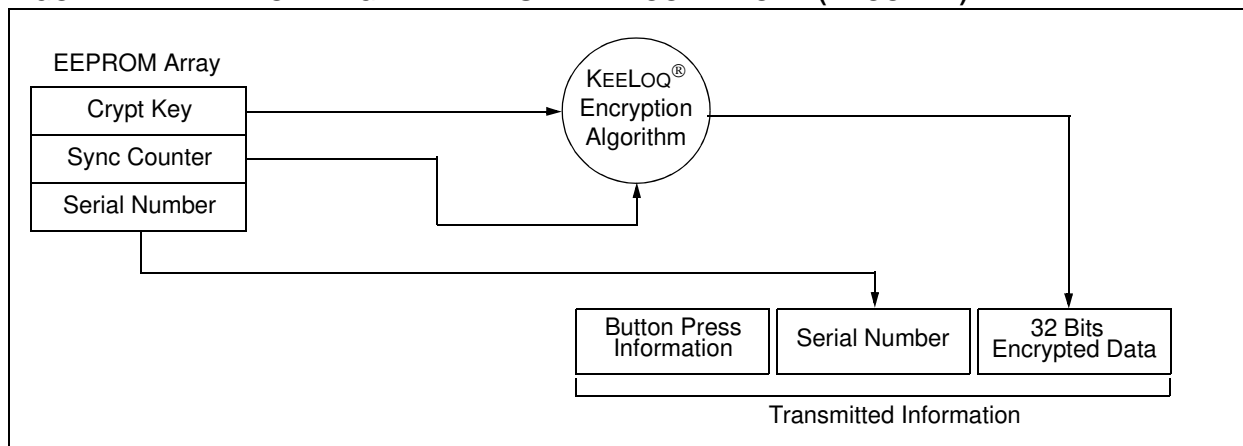 EEPROM Array
Crypt Key
Sync Counter
Serial Number
KEELOQ®
Encryption
Algorithm
Button Press
Information
Serial Number
32 Bits
Encrypted Data
Transmitted Information